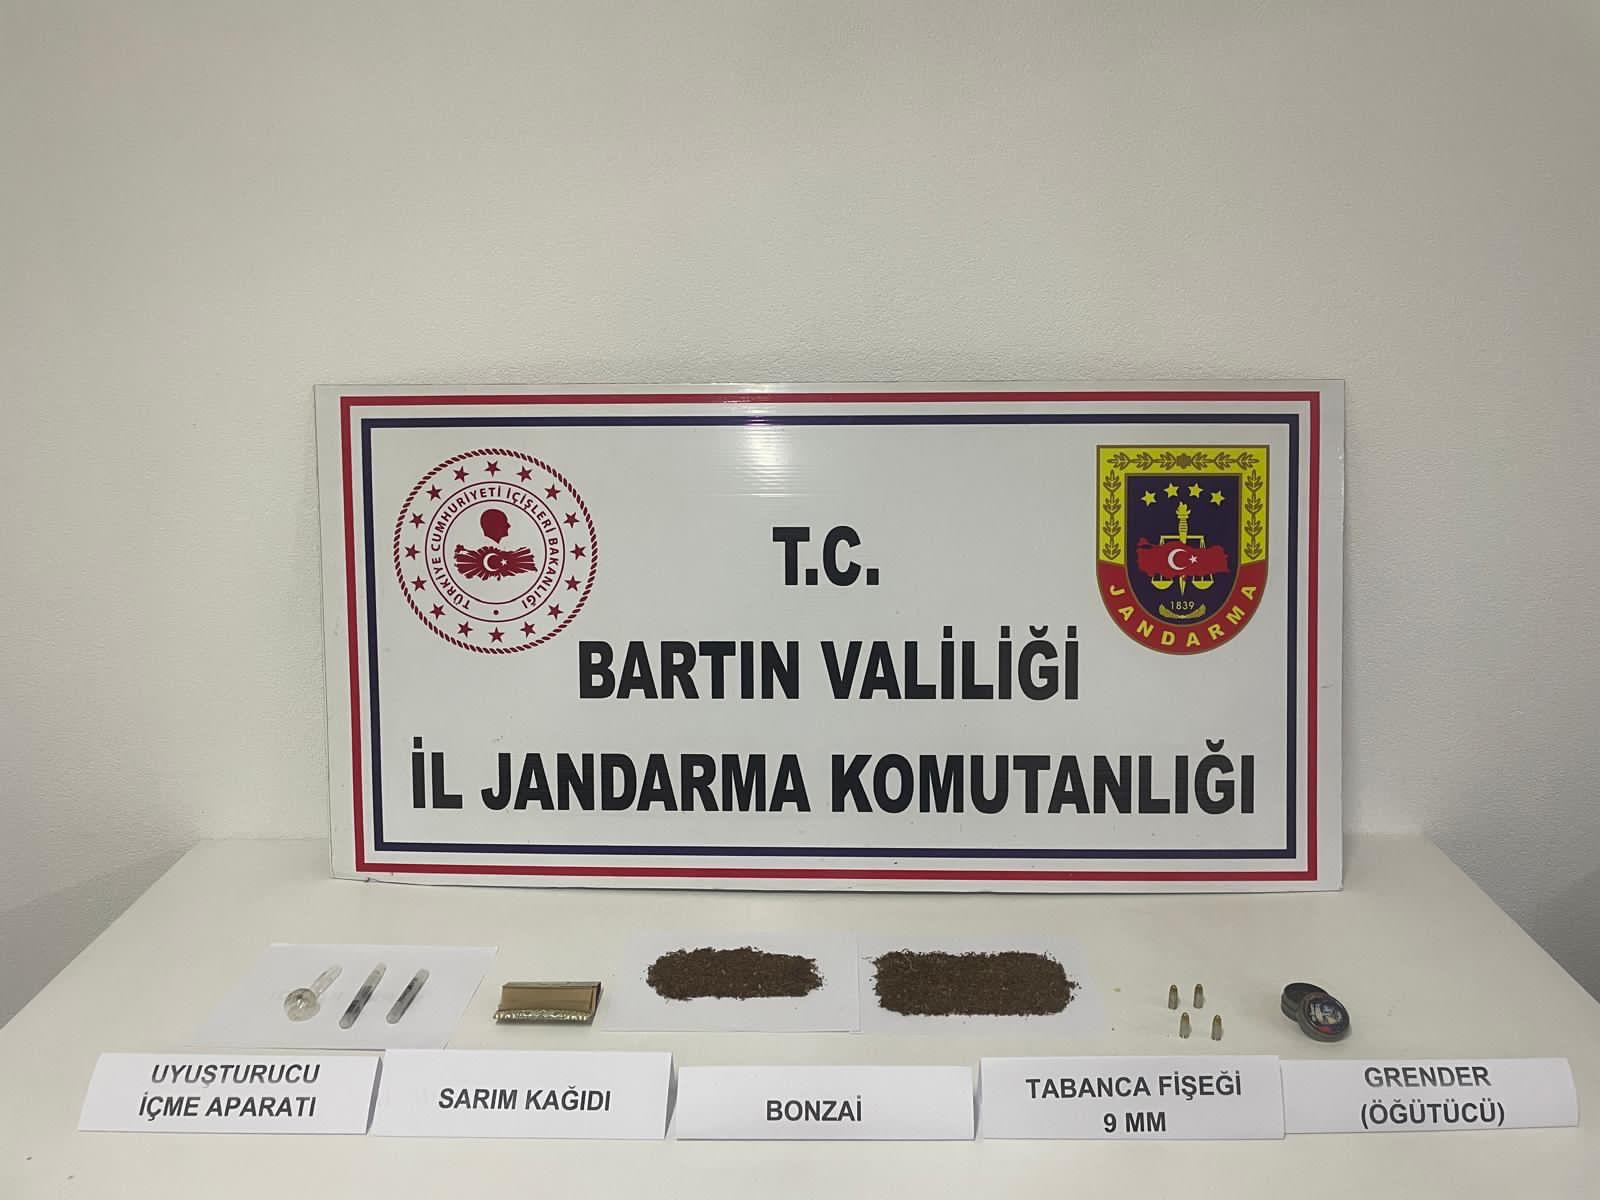 TÜRKİYE CUMHURİYETİ İÇİŞLERİ BAKANLIĞI
T.C.
1839
JANDARMA
BARTIN VALİLİĞİ
İL JANDARMA KOMUTANLIĞI
UYUŞTURUCU
İÇME APARATI
SARIM KAĞIDI
BONZAİ
TABANCA FİŞEĞİ
9 MM
GRENDER
(ÖĞÜTÜCÜ)